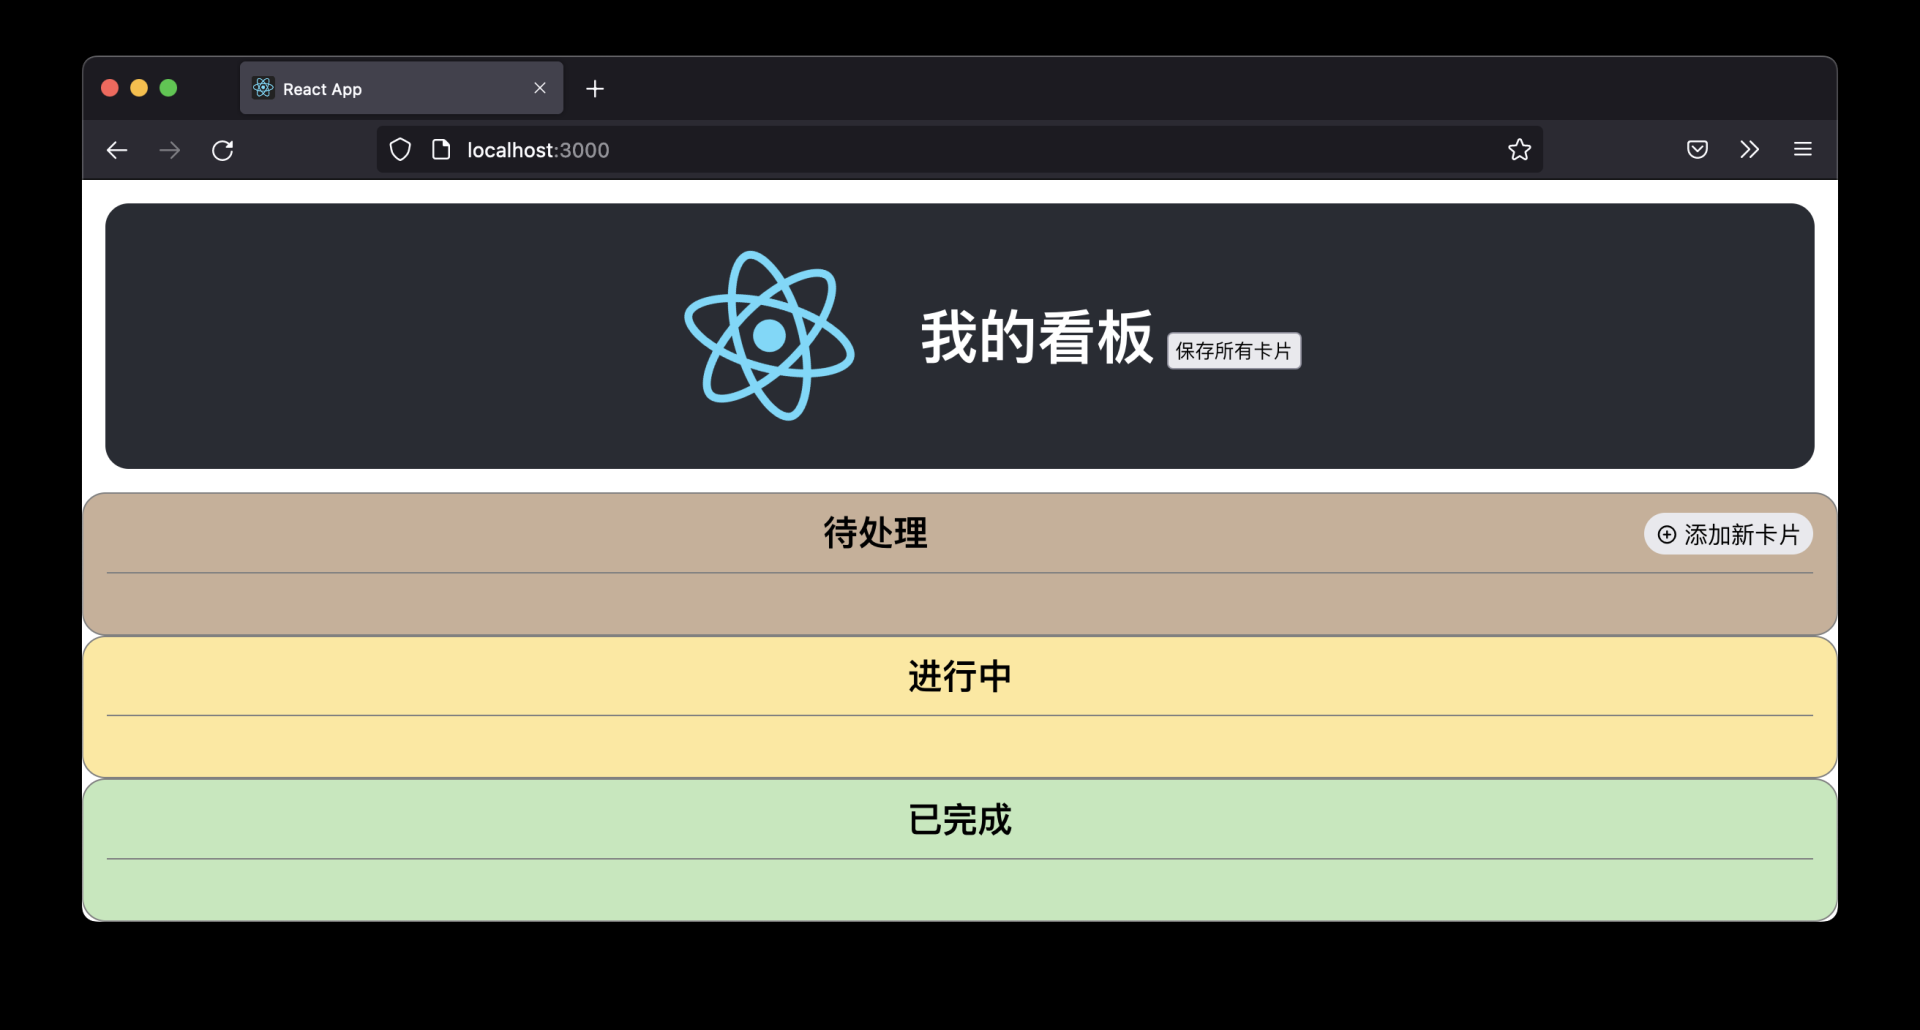 React App
localhost:3000
我的看板 保存所有卡片
待处理
添加新卡片
进行中
已完成